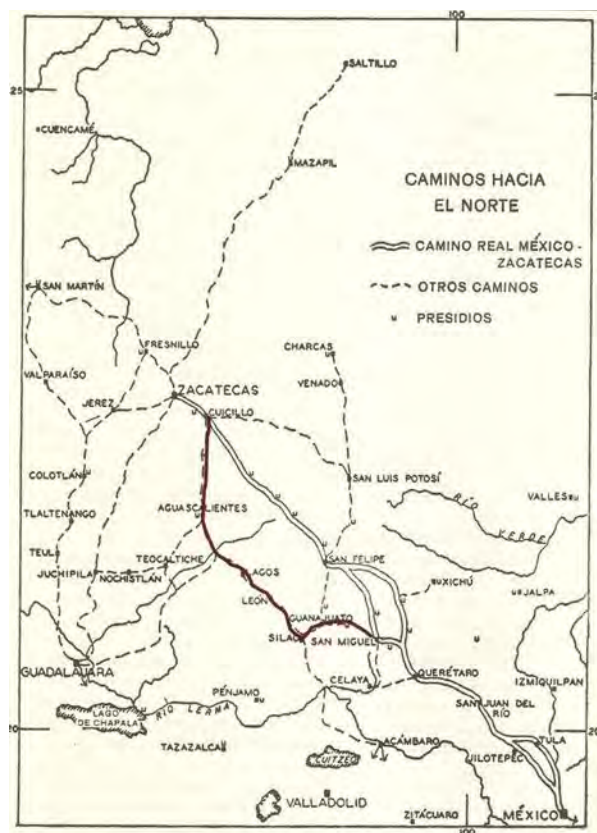 100
25
2
SALTILLO
CUENCAMÉ
MAZAPIL
CAMINOS HACIA
EL NORTE
CAMINO REAL MÉXICO -
ZACATECAS
OTROS CAMINOS
u PRESIDIOS
SAN MARTÍN
FRESNILLO
CHARCAS
VALPARAÍSO
VENADO
ZACATECAS
JEREZ
CUICILLO
COLOTLÁN
SAN LUIS POTOSÍ
VALLES
RÍO
VERDE
AGUASCALIENTES
TLALTENANGO
TEUL
TEOCALTICHE
SAN FELIPE
JUCHIPILA
NOCHISTLÁN
LAGOS
XICHÚ
JALPA
LEÓN
GUANAJUATO
SILAO
SAN MIGUEL
GUADALAJARA
CELAYA
QUERÉTARO
IZMIQUILPAN
PÉNJAMO
SAN JUAN DEL
RÍO
LAGO
DE CHAPALA
RÍO LERMA
20
20
TAZAZALCA
ACÁMBARO
TULA
JILOTEPEC
CUITZEO
VALLADOLID
ZITÁCUARO
MÉXICO
100